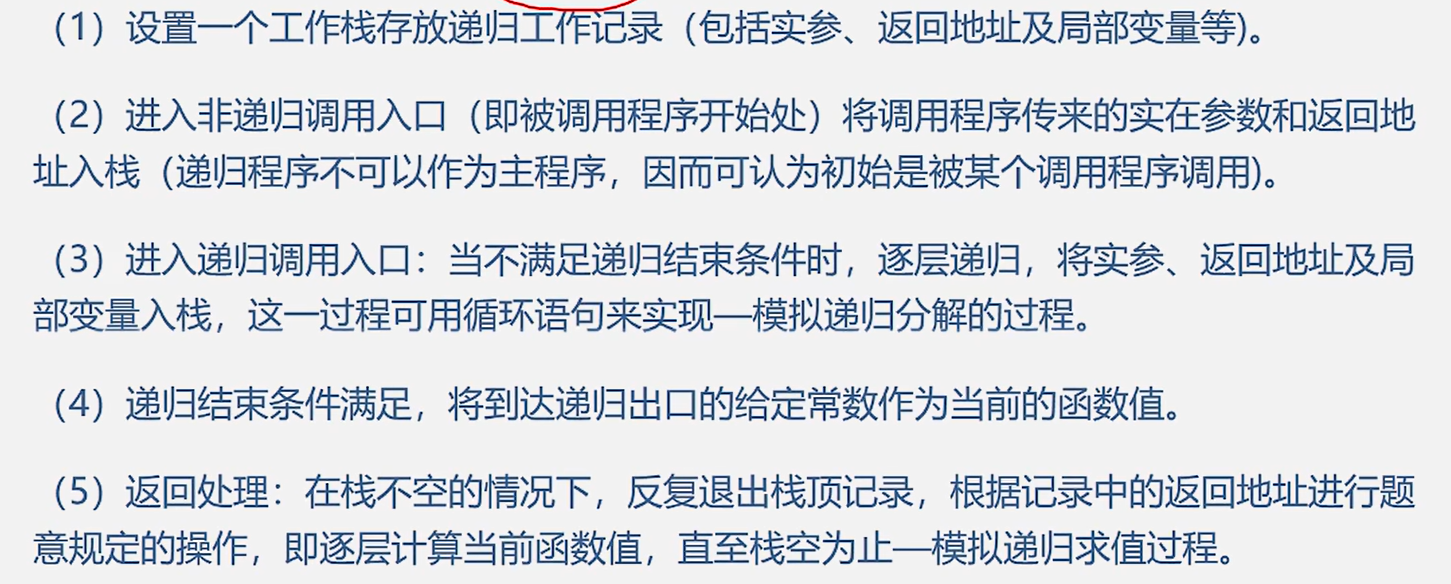 （1）设置一个工作栈存放递归工作记录（包括实参、返回地址及局部变量等)。
（2）进入非递归调用入口（即被调用程序开始处）将调用程序传来的实在参数和返回地
址入栈（递归程序不可以作为主程序，因而可认为初始是被某个调用程序调用)。
（3）进入递归调用入口：当不满足递归结束条件时，逐层递归，将实参、返回地址及局
部变量入栈，这一过程可用循环语句来实现—模拟递归分解的过程。
（4）递归结束条件满足，将到达递归出口的给定常数作为当前的函数值。
（5）返回处理：在栈不空的情况下，反复退出栈顶记录，根据记录中的返回地址进行题
意规定的操作，即逐层计算当前函数值，直至栈空为止—模拟递归求值过程。